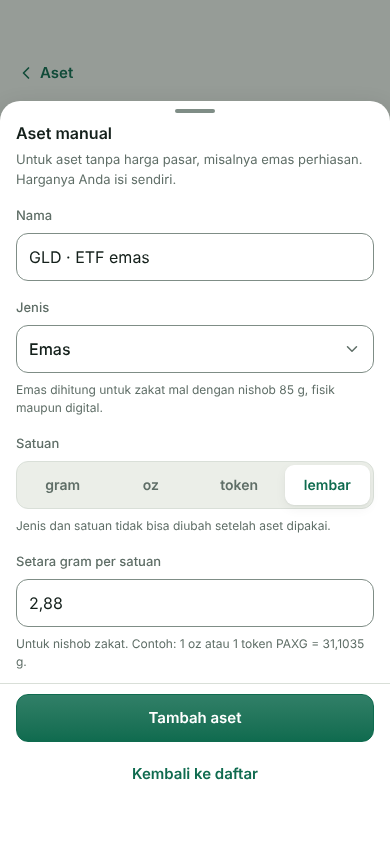 Aset
Aset manual
Untuk aset tanpa harga pasar, misalnya emas perhiasan.
Harganya Anda isi sendiri.
Nama
GLD · ETF emas
Jenis
Emas
Emas dihitung untuk zakat mal dengan nishob 85 g, fisik
maupun digital.
Satuan
gram oz token lembar
Jenis dan satuan tidak bisa diubah setelah aset dipakai.
Setara gram per satuan
2,88
Untuk nishob zakat. Contoh: 1 oz atau 1 token PAXG = 31,1035
g.
Tambah aset
Kembali ke daftar